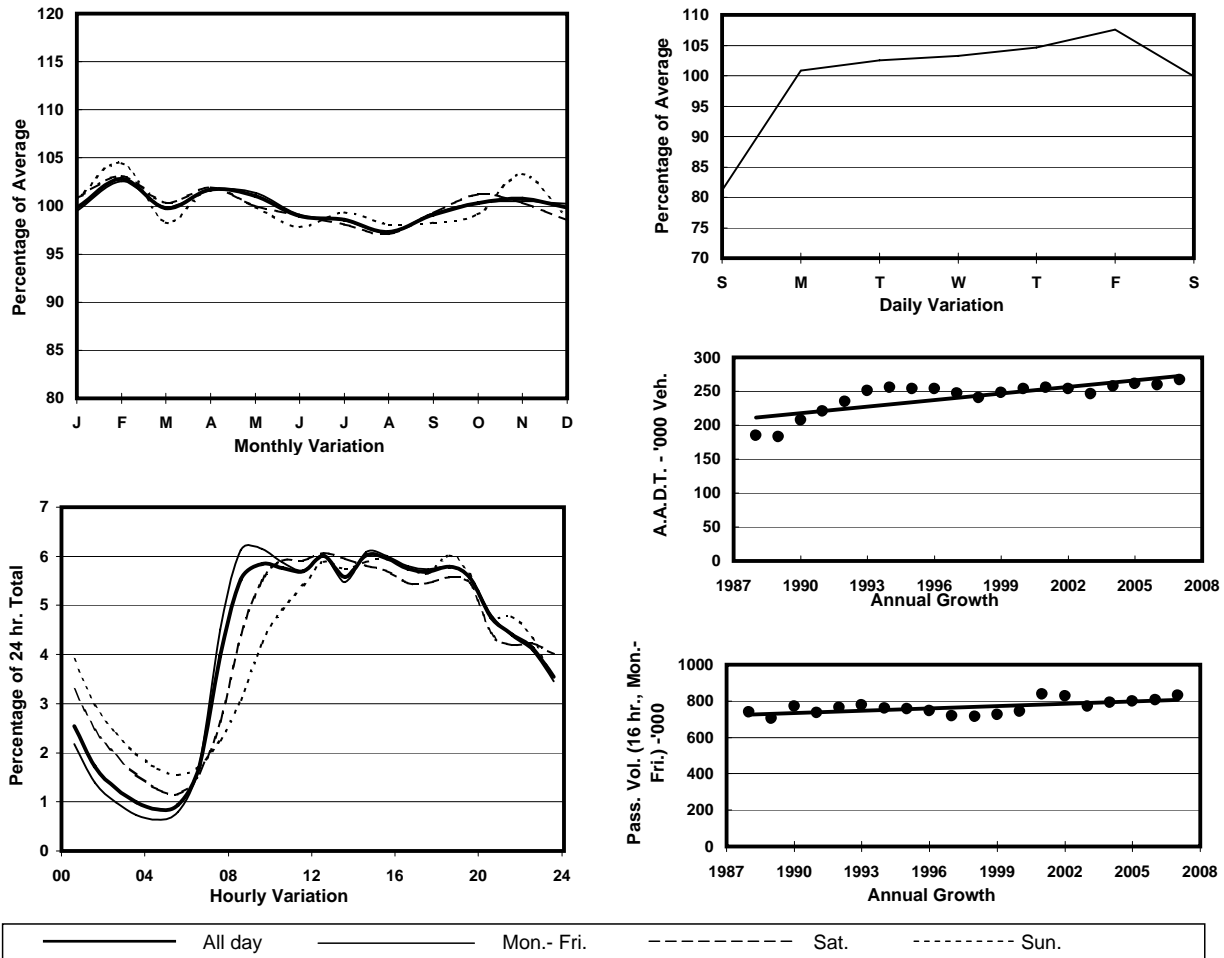 120
115
110
105
100
95
90
85
80
Percentage of Average
J F M A M J J A S O N D
Monthly Variation
110
105
100
95
90
85
80
75
70
Percentage of Average
S M T W T F S
Daily Variation
300
250
200
150
100
50
0
A.A.D.T. - '000 Veh.
1987 1990 1993 1996 1999 2002 2005 2008
Annual Growth
7
6
5
4
3
2
1
0
Percentage of 24 hr. Total
00 04 08 12 16 20 24
Hourly Variation
1000
800
600
400
200
0
Pass. Vol. (16 hr., Mon.-
Fri.) -'000
1987 1990 1993 1996 1999 2002 2005 2008
Annual Growth
All day Mon.- Fri. Sat. Sun.